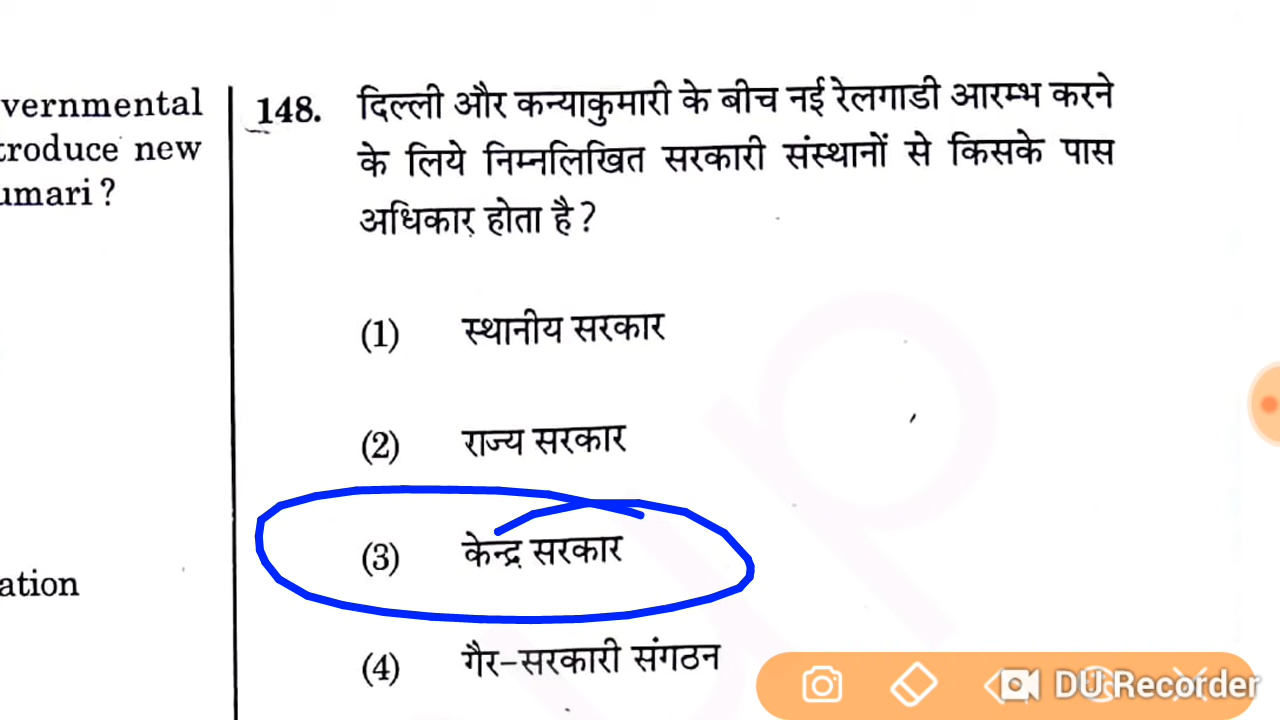 vernmental
troduce new
umari ?
ation
148. दिल्ली और कन्याकुमारी के बीच नई रेलगाडी आरम्भ करने
के लिये निम्नलिखित सरकारी संस्थानों से किसके पास
अधिकार होता है ?
(1) स्थानीय सरकार
(2) राज्य सरकार
(3) केन्द्र सरकार
(4) गैर-सरकारी संगठन
DU Recorder